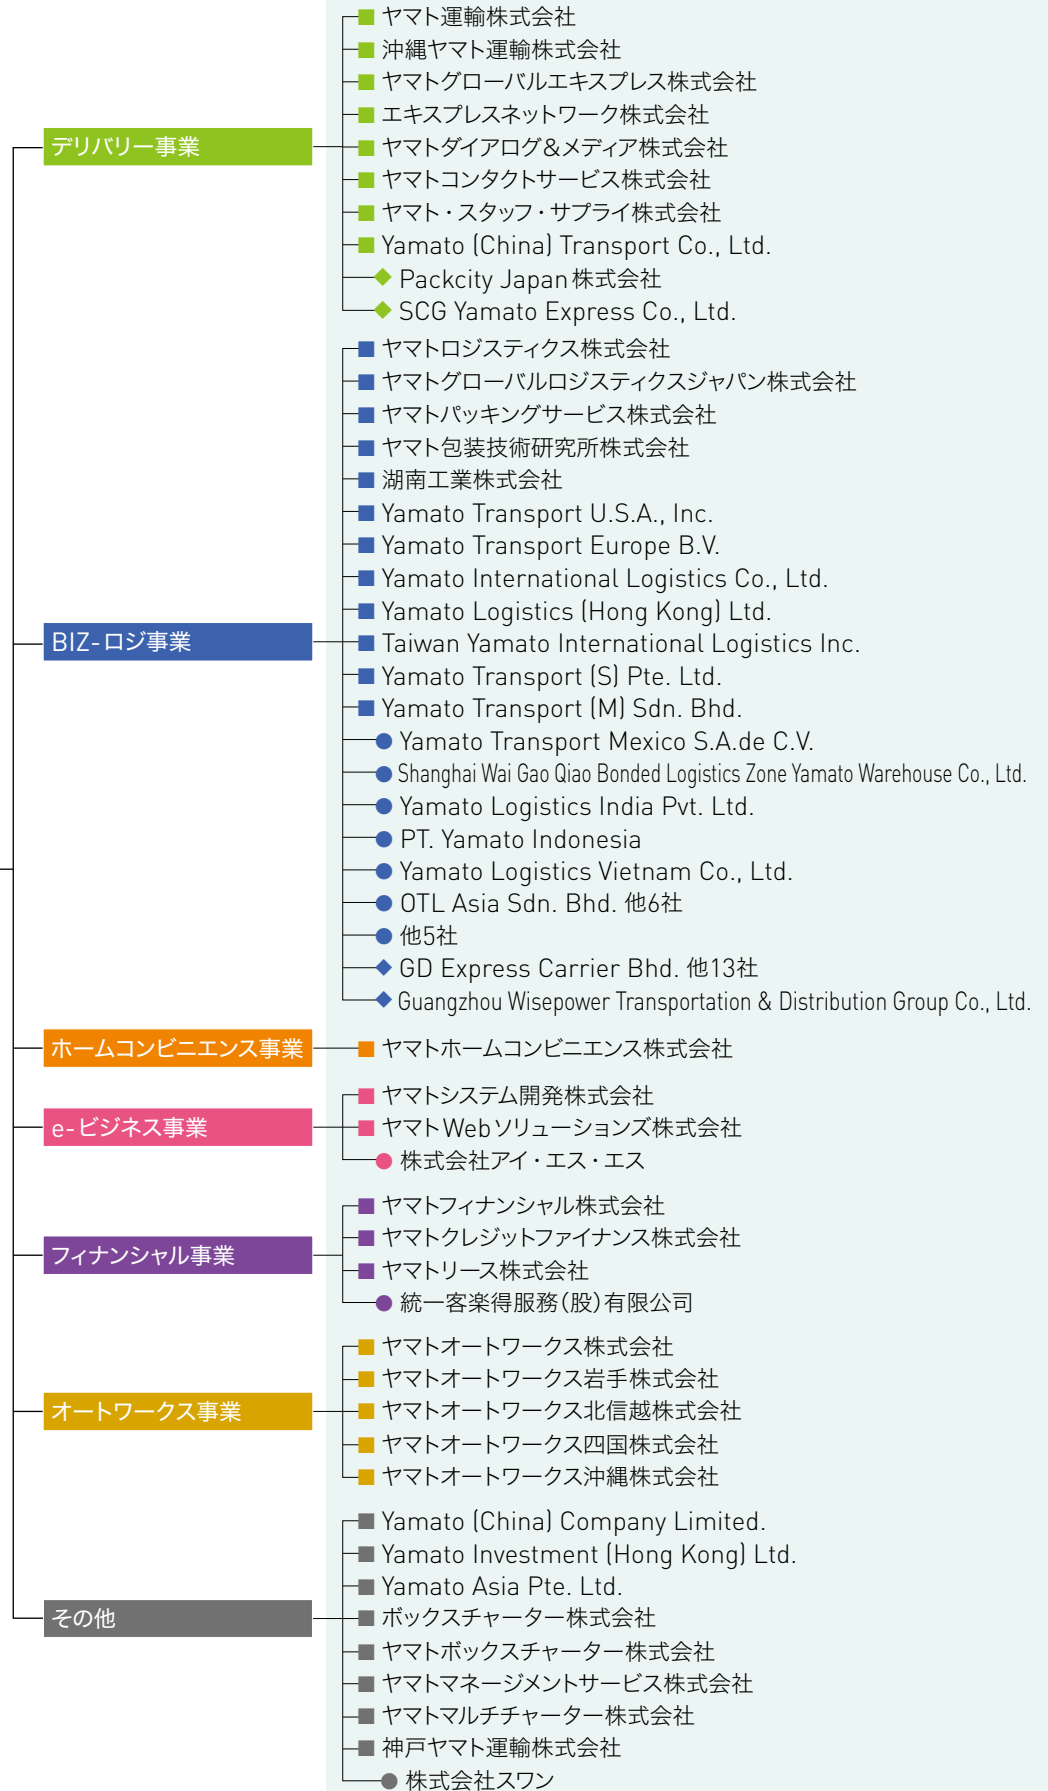 デリバリー事業
ヤマト運輸株式会社
沖縄ヤマト運輸株式会社
ヤマトグローバルエキスプレス株式会社
エキスプレスネットワーク株式会社
ヤマトダイアログ&メディア株式会社
ヤマトコンタクトサービス株式会社
ヤマト・スタッフ・サプライ株式会社
Yamato (China) Transport Co., Ltd.
Packcity Japan株式会社
SCG Yamato Express Co., Ltd.
BIZ-ロジ事業
ヤマトロジスティクス株式会社
ヤマトグローバルロジスティクスジャパン株式会社
ヤマトパッキングサービス株式会社
ヤマト包装技術研究所株式会社
湖南工業株式会社
Yamato Transport U.S.A., Inc.
Yamato Transport Europe B.V.
Yamato International Logistics Co., Ltd.
Yamato Logistics (Hong Kong) Ltd.
Taiwan Yamato International Logistics Inc.
Yamato Transport (S) Pte. Ltd.
Yamato Transport (M) Sdn. Bhd.
Yamato Transport Mexico S.A.de C.V.
Shanghai Wai Gao Qiao Bonded Logistics Zone Yamato Warehouse Co., Ltd.
Yamato Logistics India Pvt. Ltd.
PT. Yamato Indonesia
Yamato Logistics Vietnam Co., Ltd.
OTL Asia Sdn. Bhd. 他6社
他5社
GD Express Carrier Bhd. 他13社
Guangzhou Wisepower Transportation & Distribution Group Co., Ltd.
ホームコンビニエンス事業
ヤマトホームコンビニエンス株式会社
e-ビジネス事業
ヤマトシステム開発株式会社
ヤマトWebソリューションズ株式会社
株式会社アイ・エス・エス
フィナンシャル事業
ヤマトフィナンシャル株式会社
ヤマトクレジットファイナンス株式会社
ヤマトリース株式会社
統一客楽得服務(股)有限公司
オートワークス事業
ヤマトオートワークス株式会社
ヤマトオートワークス岩手株式会社
ヤマトオートワークス北信越株式会社
ヤマトオートワークス四国株式会社
ヤマトオートワークス沖縄株式会社
その他
Yamato (China) Company Limited.
Yamato Investment (Hong Kong) Ltd.
Yamato Asia Pte. Ltd.
ボックスチャーター株式会社
ヤマトボックスチャーター株式会社
ヤマトマネージメントサービス株式会社
ヤマトマルチチャーター株式会社
神戸ヤマト運輸株式会社
株式会社スワン